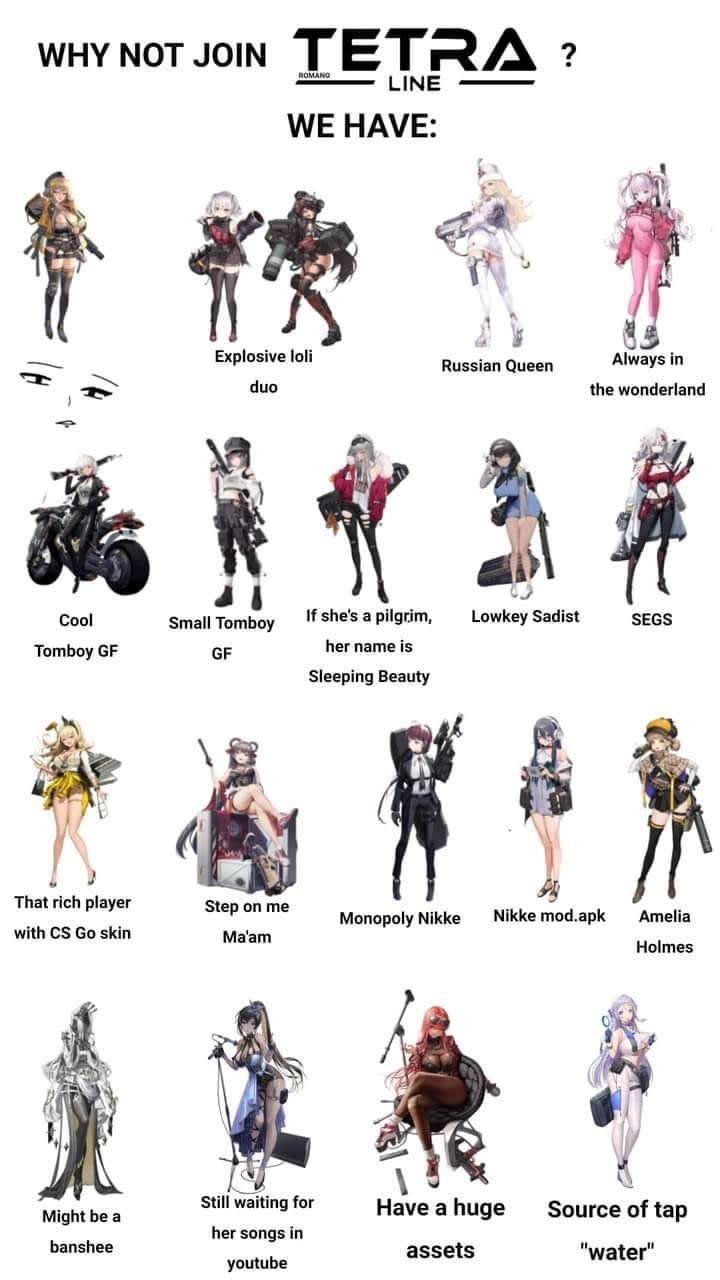 WHY NOT JOIN TETRA ?
ROMANO
LINE
WE HAVE:
Explosive loli
duo
Russian Queen
Always in
the wonderland
Cool
Tomboy GF
Small Tomboy
GF
If she's a pilgrim,
her name is
Sleeping Beauty
Lowkey Sadist
SEGS
That rich player
with CS Go skin
Step on me
Ma'am
Monopoly Nikke
Nikke mod.apk
Amelia
Holmes
Might be a
banshee
Still waiting for
her songs in
youtube
Have a huge
assets
Source of tap
"water"